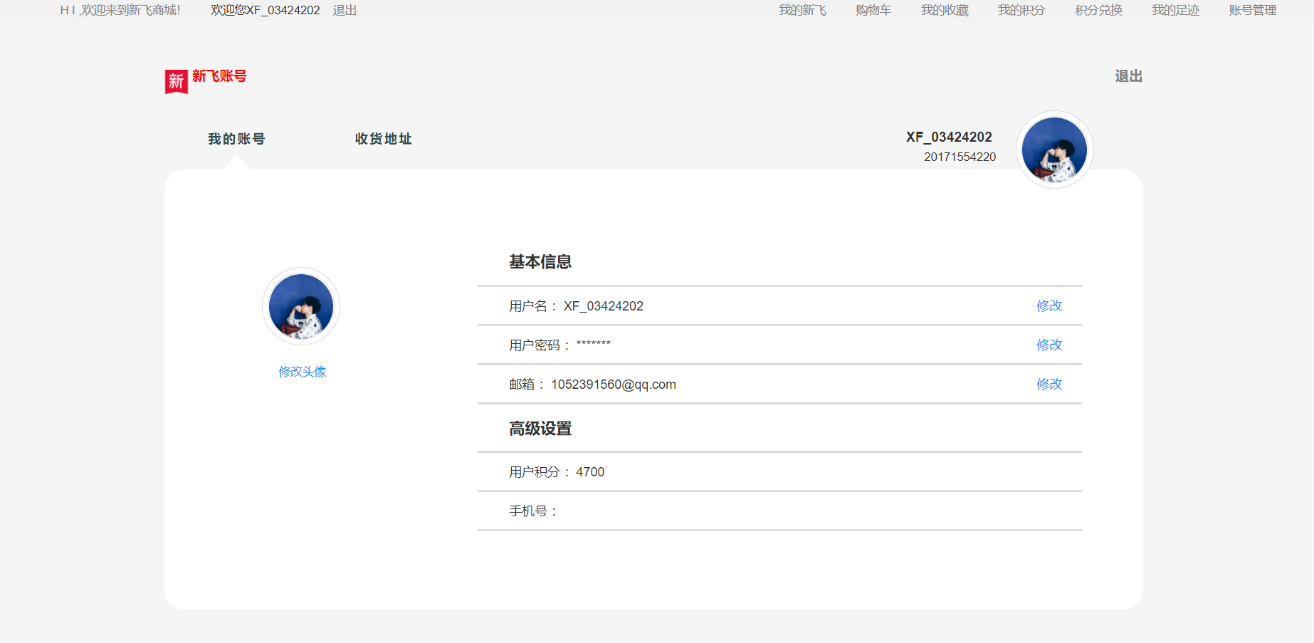 H I ,欢迎来到新飞商城! 欢迎您XF_03424202 退出 我的新飞 购物车 我的收藏 我的积分 积分兑换 我的足迹 账号管理
新 新飞账号 退出
我的账号 收货地址 XF_03424202
20171554220
基本信息
用户名： XF_03424202 修改
用户密码： ******* 修改
修改头像
邮箱： 1052391560@qq.com 修改
高级设置
用户积分： 4700
手机号：